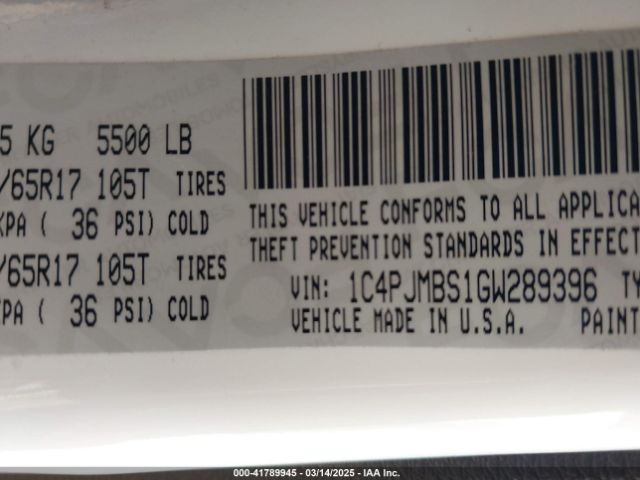 5 KG 5500 LB
/65R17 105T TIRES
KPA ( 36 PSI) COLD
/65R17 105T TIRES
KPA ( 36 PSI) COLD
THIS VEHICLE CONFORMS TO ALL APPLICA
THEFT PREVENTION STANDARDS IN EFFECT
VIN: 1C4PJMBS1GW289396 TY
VEHICLE MADE IN U.S.A. PAINT
000-41789945 - 03/14/2025 - IAA Inc.